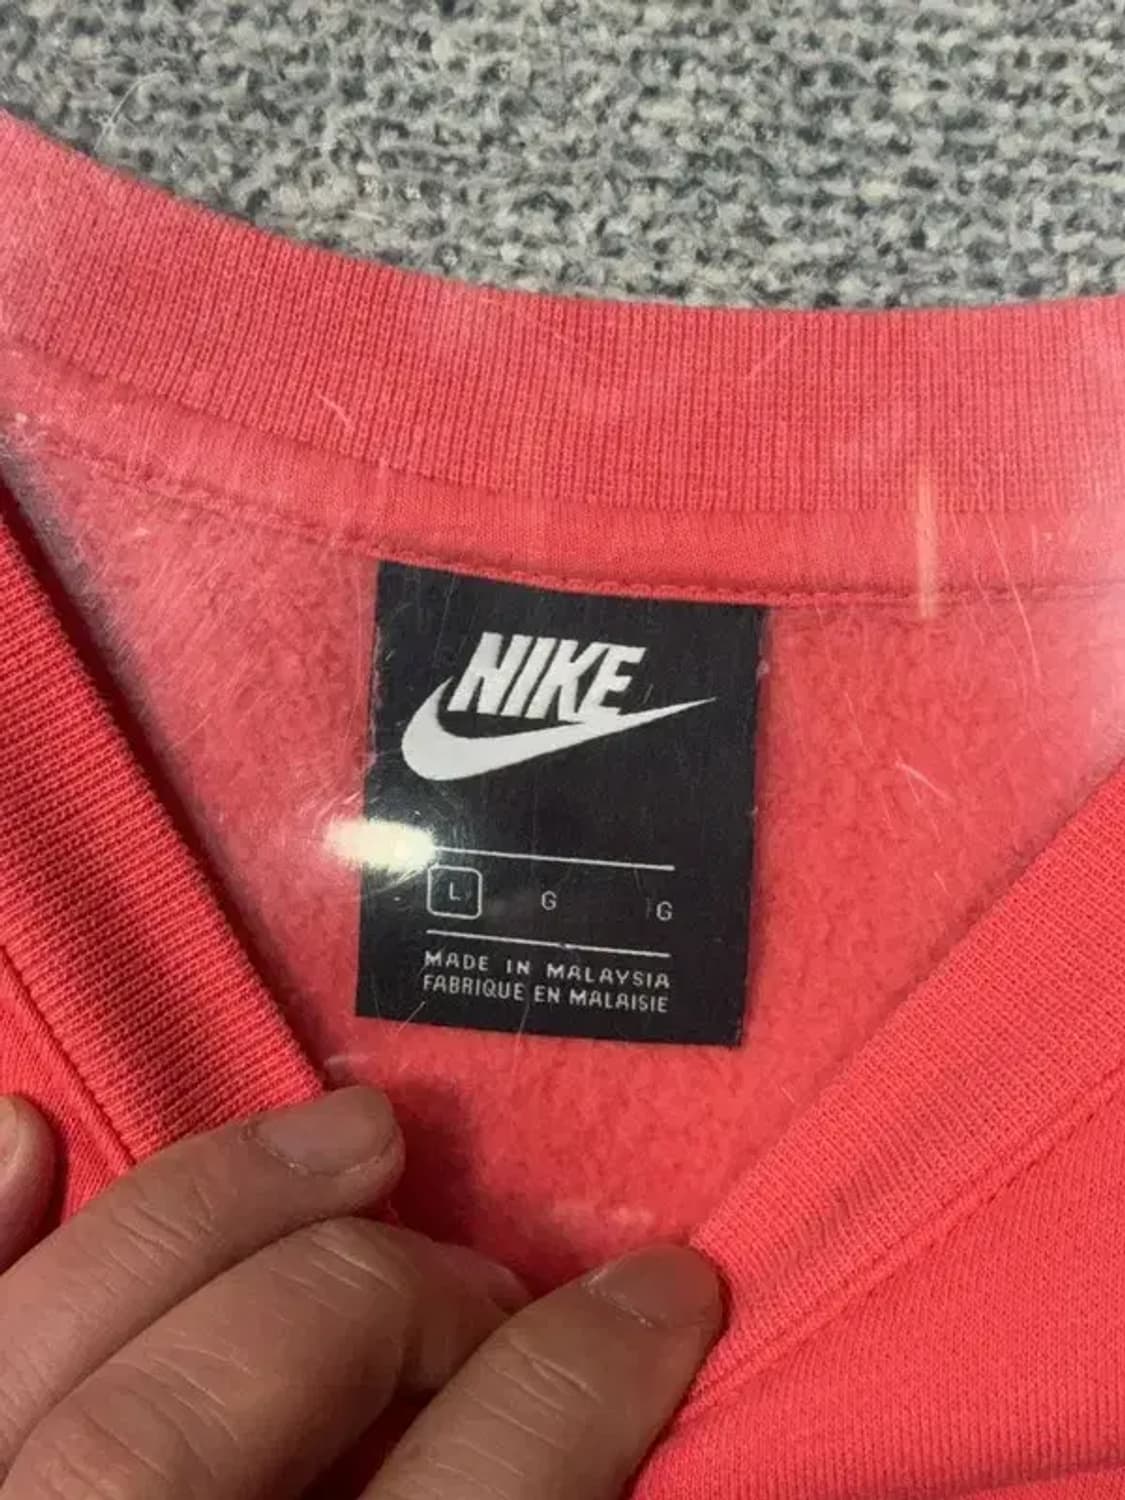 NIKE
L G G
MADE IN MALAYSIA
FABRIQUE EN MALAISIE